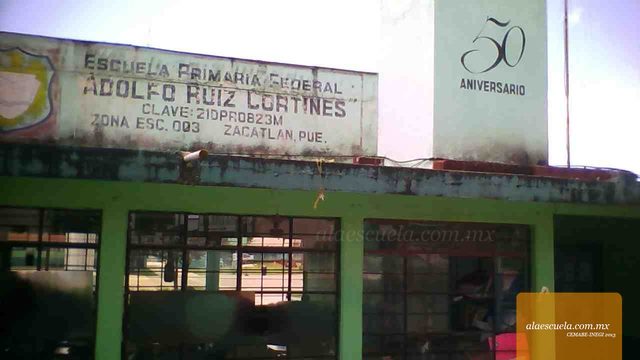 ESCUELA PRIMARIA FEDERAL
"ADOLFO RUIZ CORTINES"
CLAVE: 21DPR0823M
ZONA ESC. 003 ZACATLAN, PUE.
50
ANIVERSARIO
alaescuela.com.mx
alaescuela.com.mx
CEMABE-INEGI 2013